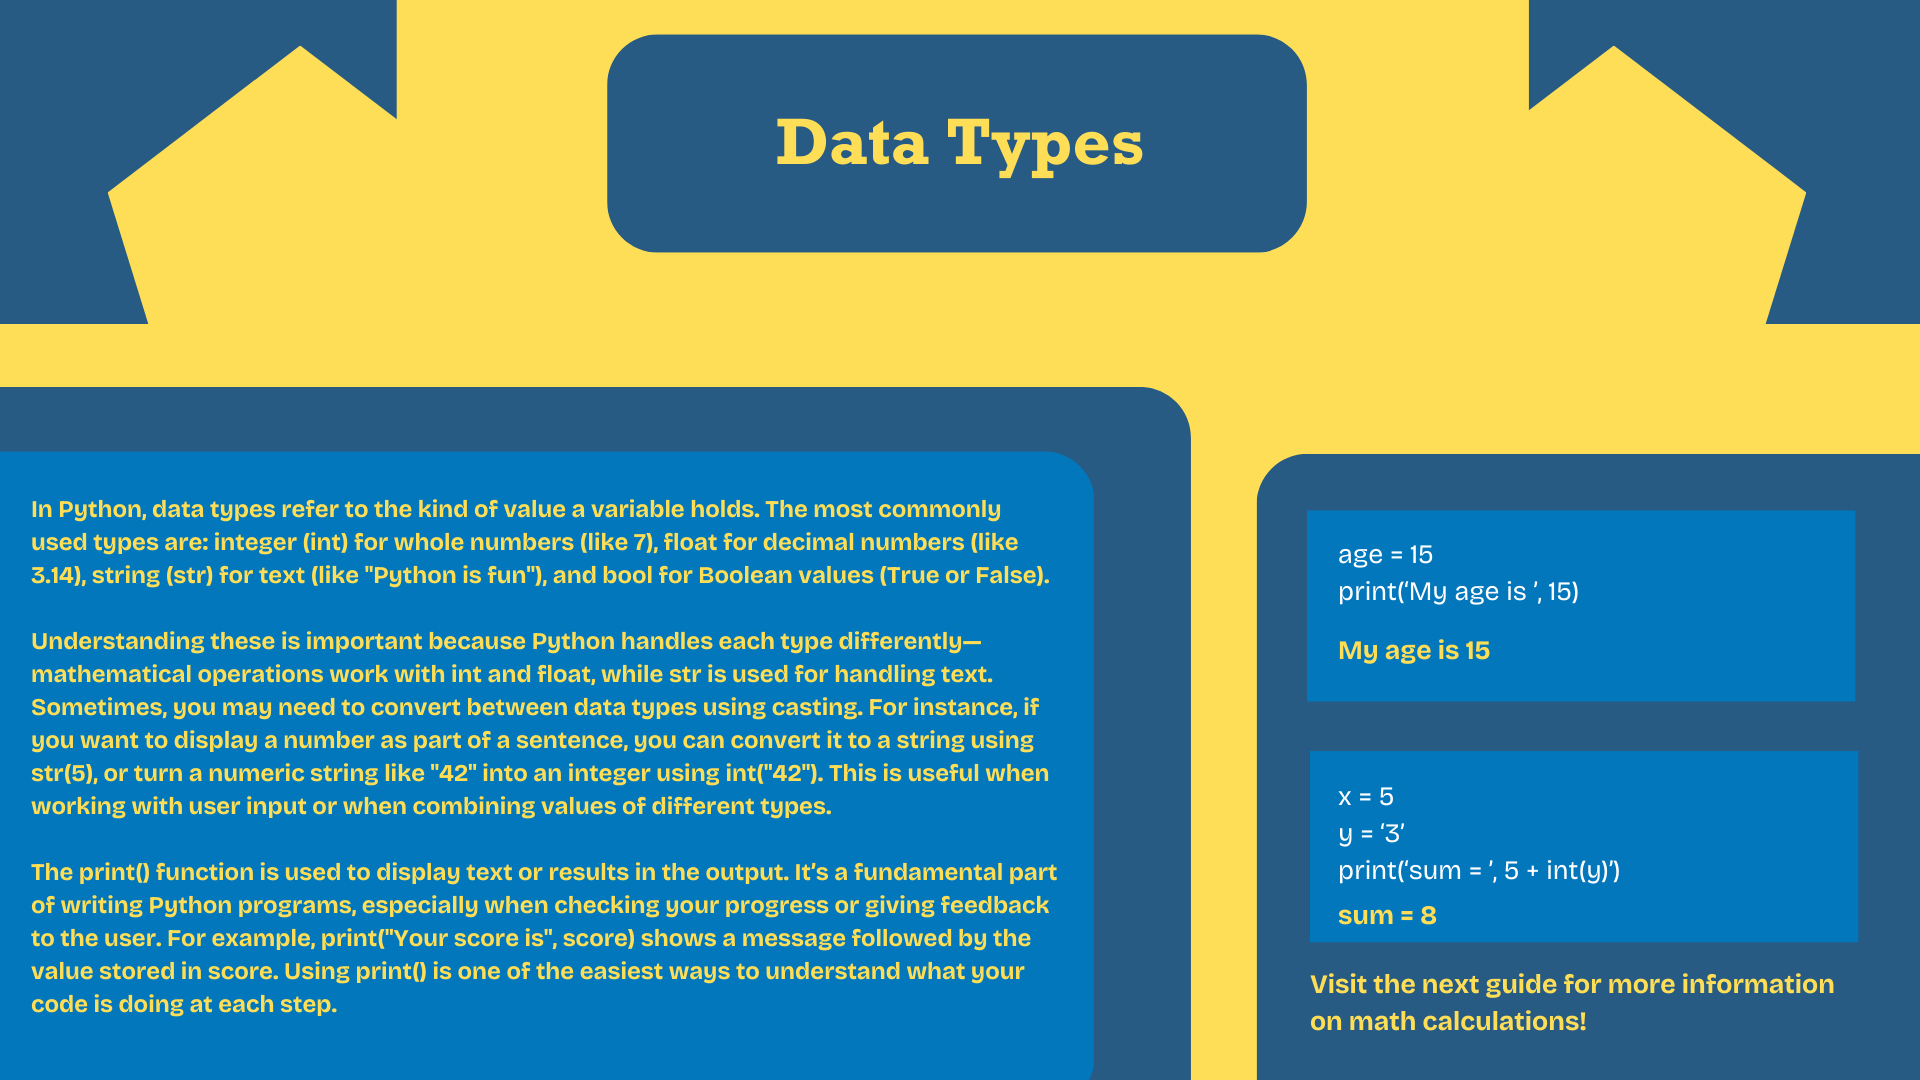 Data Types
In Python, data types refer to the kind of value a variable holds. The most commonly
used types are: integer (int) for whole numbers (like 7), float for decimal numbers (like
3.14), string (str) for text (like "Python is fun"), and bool for Boolean values (True or False).
Understanding these is important because Python handles each type differently—
mathematical operations work with int and float, while str is used for handling text.
Sometimes, you may need to convert between data types using casting. For instance, if
you want to display a number as part of a sentence, you can convert it to a string using
str(5), or turn a numeric string like "42" into an integer using int("42"). This is useful when
working with user input or when combining values of different types.
The print() function is used to display text or results in the output. It’s a fundamental part
of writing Python programs, especially when checking your progress or giving feedback
to the user. For example, print("Your score is", score) shows a message followed by the
value stored in score. Using print() is one of the easiest ways to understand what your
code is doing at each step.
age = 15
print(‘My age is ’, 15)
My age is 15
x = 5
y = ‘3’
print(‘sum = ’, 5 + int(y)’)
sum = 8
Visit the next guide for more information
on math calculations!